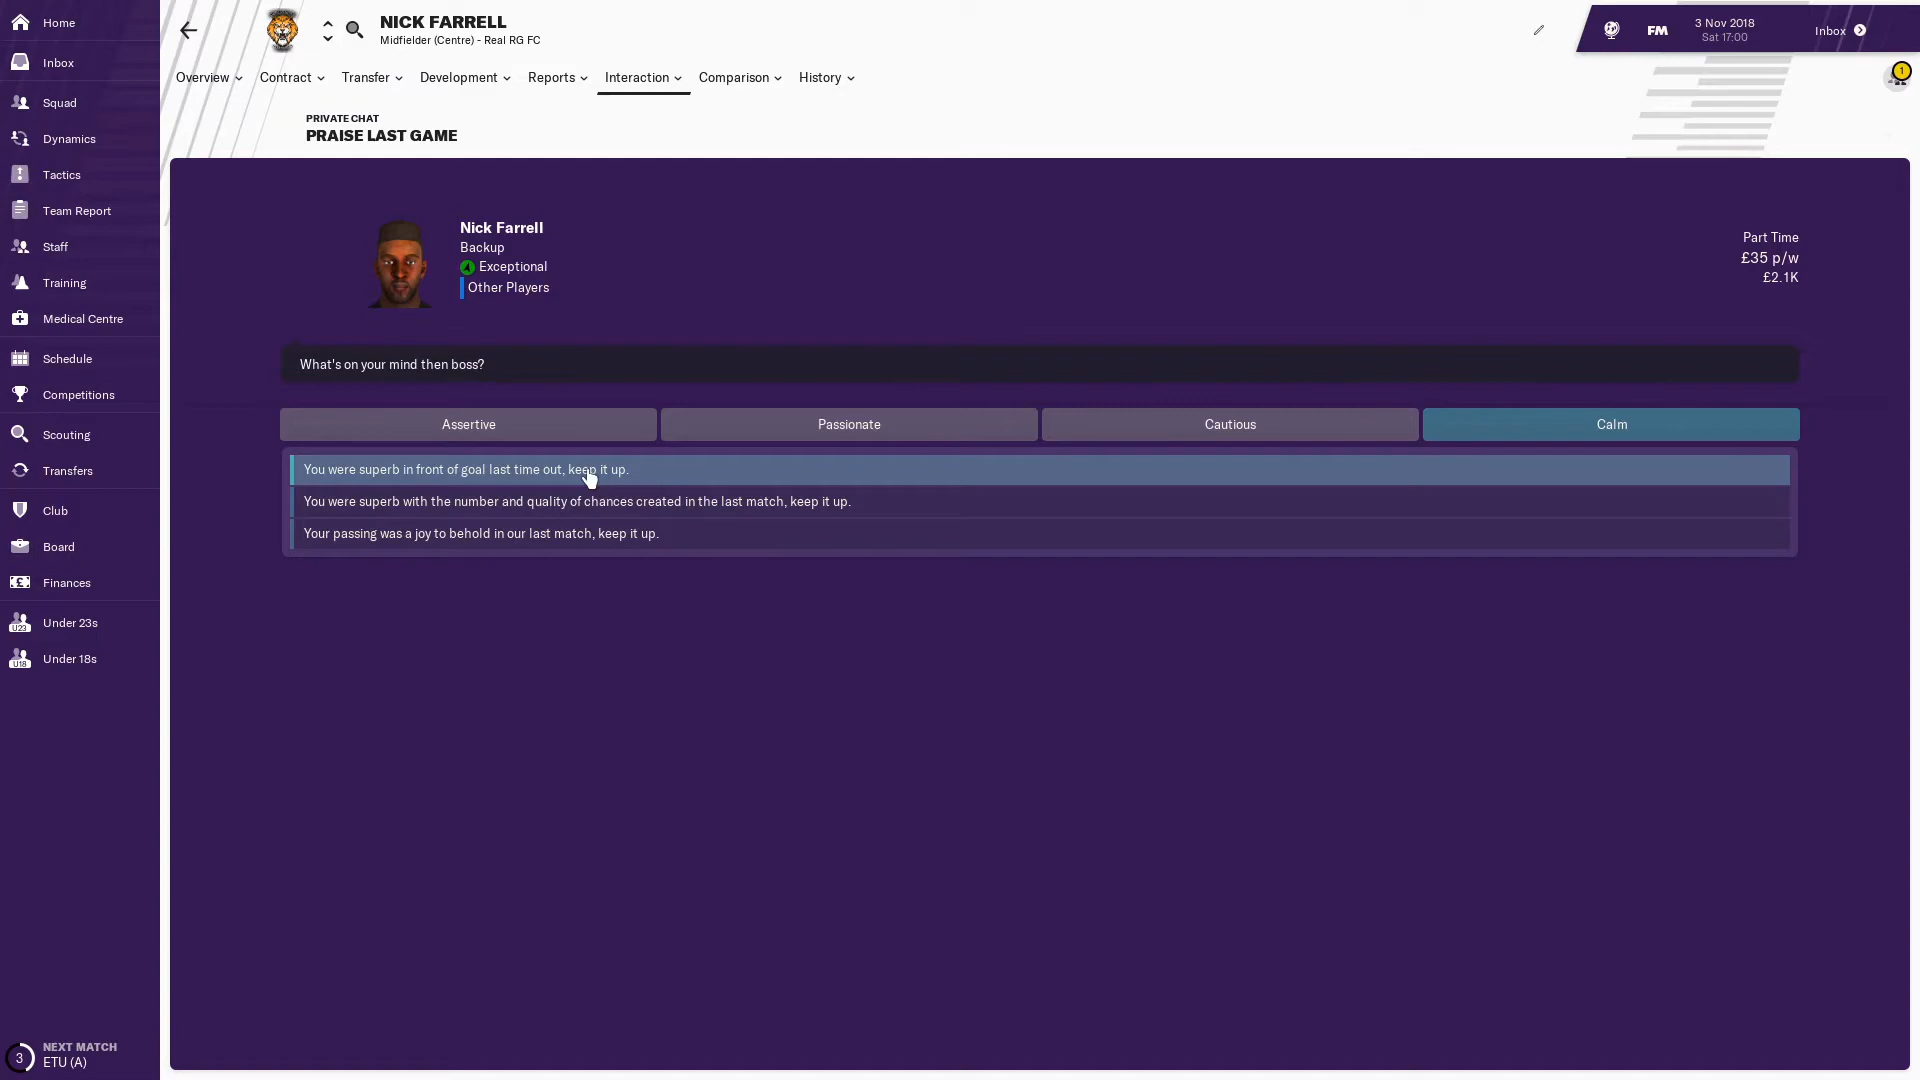 Home
Inbox
Squad
Dynamics
Tactics
Team Report
Staff
Training
Medical Centre
Schedule
Competitions
Scouting
Transfers
Club
Board
Finances
U23
Under 23s
U18
Under 18s
3
NEXT MATCH
ETU (A)
NICK FARRELL
Midfielder (Centre) - Real RG FC
FM
3 Nov 2018
Sat 17:00
Inbox
1
Overview
Contract
Transfer
Development
Reports
Interaction
Comparison
History
PRIVATE CHAT
PRAISE LAST GAME
Nick Farrell
Backup
Exceptional
Other Players
Part Time
£35 p/w
£2.1K
What's on your mind then boss?
Assertive
Passionate
Cautious
Calm
You were superb in front of goal last time out, keep it up.
You were superb with the number and quality of chances created in the last match, keep it up.
Your passing was a joy to behold in our last match, keep it up.